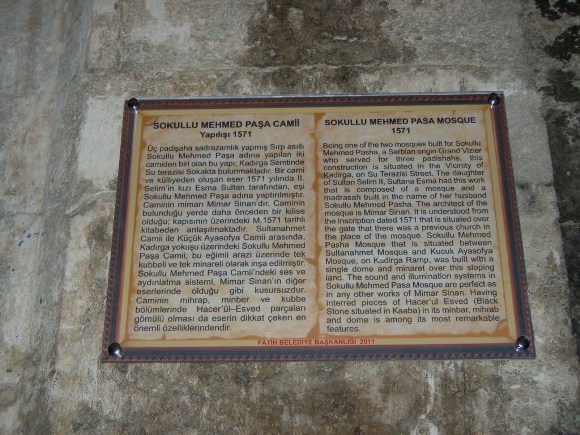 SOKULLU MEHMED PAŞA CAMİİ
Yapılışı 1571
Üç padişaha sadrazamlık yapmış Sırp asıllı
Sokullu Mehmed Paşa adına yapılan iki
camiden biri olan bu yapı; Kadırga Semtinde
Su terazisi Sokakta bulunmaktadır. Bir cami
ve külliyeden oluşan eser 1571 yılında II.
Selim'in kızı Esma Sultan tarafından, eşi
Sokullu Mehmed Paşa adına yaptırılmıştır.
Caminin mimarı Mimar Sinan'dır. Caminin
bulunduğu yerde daha önceden bir kilise
olduğu; kapısının üzerindeki M.1571 tarihli
kitabeden anlaşılmaktadır. Sultanahmet
Camii ile Küçük Ayasofya Camii arasında,
Kadırga yokuşu üzerindeki Sokullu Mehmed
Paşa Camii; bu eğimli arazi üzerinde tek
kubbeli ve tek minareli olarak inşa edilmiştir.
Sokullu Mehmed Paşa Camii'ndeki ses ve
aydınlatma sistemi, Mimar Sinan'ın diğer
eserlerinde olduğu gibi kusursuzdur.
Caminin mihrap, minber ve kubbe
bölümlerinde Hacer'ül–Esved parçaları
gömülü olması da eserin dikkat çeken en
önemli özelliklerindendir.
SOKULLU MEHMED PASA MOSQUE
1571
Being one of the two mosques built for Sokullu
Mehmed Pasha, a Serbian origin Grand Vizier
who served for three padishahs, this
construction is situated in the Vicinity of
Kadirga, on Su Terazisi Street. The daughter
of Sultan Selim II, Sultana Esma had this work
that is composed of a mosque and a
madrasah built in the name of her husband
Sokullu Mehmed Pasha. The architect of the
mosque is Mimar Sinan. It is understood from
the inscription dated 1571 that is situated over
the gate that there was a previous church in
the place of the mosque. Sokullu Mehmed
Pasha Mosque that is situated between
Sultanahmet Mosque and Kucuk Ayasofya
Mosque, on Kadirga Ramp, was built with a
single dome and minaret over this sloping
land. The sound and illumination systems in
Sokullu Mehmed Pasa Mosque are perfect as
in any other works of Mimar Sinan. Having
interred pieces of Hacer'ul Esved (Black
Stone situated in Kaaba) in its minbar, mihrab
and doma is among its most remarkable
features.
FATİH BELEDİYE BAŞKANLIĞI 2011